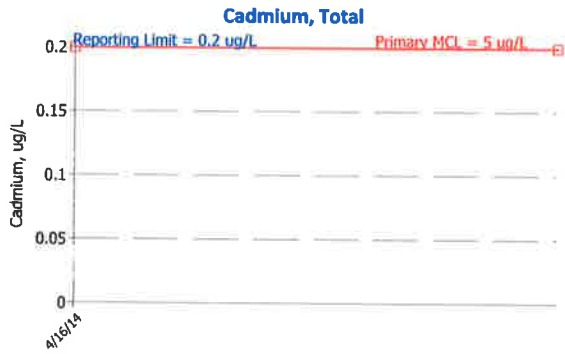 Cadmium, Total
Reporting Limit = 0.2 ug/L Primary MCL = 5 ug/L
0.2
0.15
0.1
0.05
0
Cadmium, ug/L
4/16/14